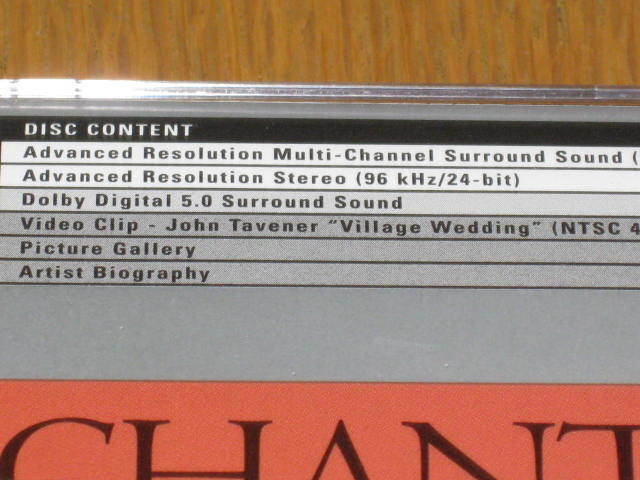 DISC CONTENT
Advanced Resolution Multi-Channel Surround Sound (
Advanced Resolution Stereo (96 kHz/24-bit)
Dolby Digital 5.0 Surround Sound
Video Clip - John Tavener "Village Wedding" (NTSC 4
Picture Gallery
Artist Biography
CHANT